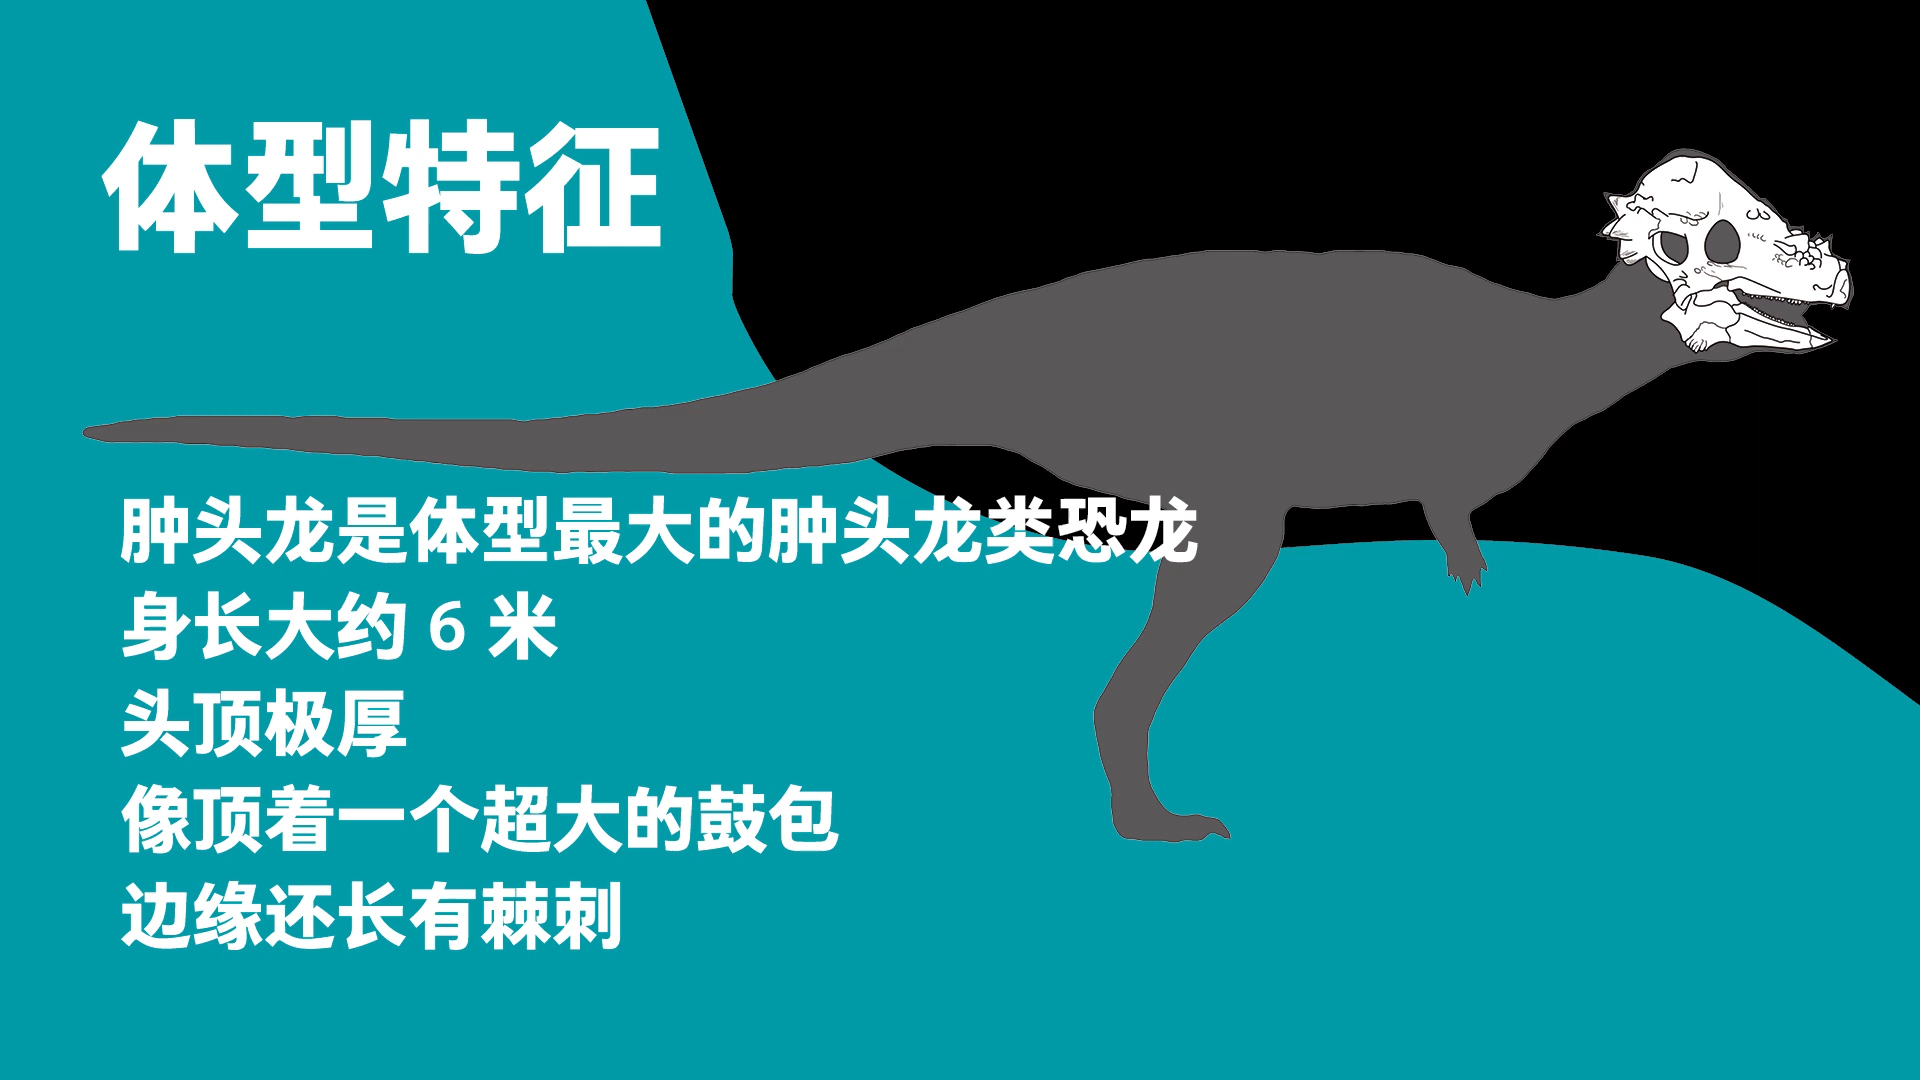 体型特征
肿头龙是体型最大的肿头龙类恐龙
身长大约 6 米
头顶极厚
像顶着一个超大的鼓包
边缘还长有棘刺